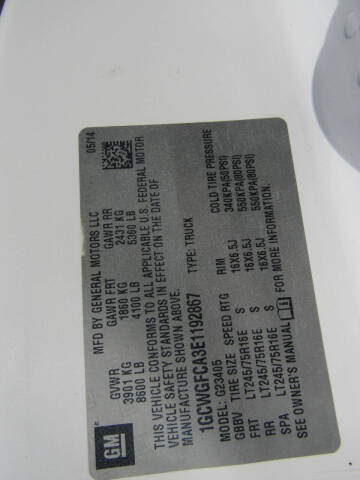 GM
MFD BY GENERAL MOTORS LLC 05/14
GVWR GAWR FRT GAWR RR
3901 KG 1860 KG 2431 KG
8600 LB 4100 LB 5360 LB
THIS VEHICLE CONFORMS TO ALL APPLICABLE U.S. FEDERAL MOTOR
VEHICLE SAFETY STANDARDS IN EFFECT ON THE DATE OF
MANUFACTURE SHOWN ABOVE.
1GCWGFCA3E1192867 TYPE: TRUCK
MODEL: G23405
GBBV TIRE SIZE SPEED RTG RIM COLD TIRE PRESSURE
FRT LT245/75R16E S 16X6.5J 340KPA(50PSI)
RR LT245/75R16E S 16X6.5J 550KPA(80PSI)
SPA LT245/75R16E S 16X6.5J 550KPA(80PSI)
SEE OWNER'S MANUAL FOR MORE INFORMATION.